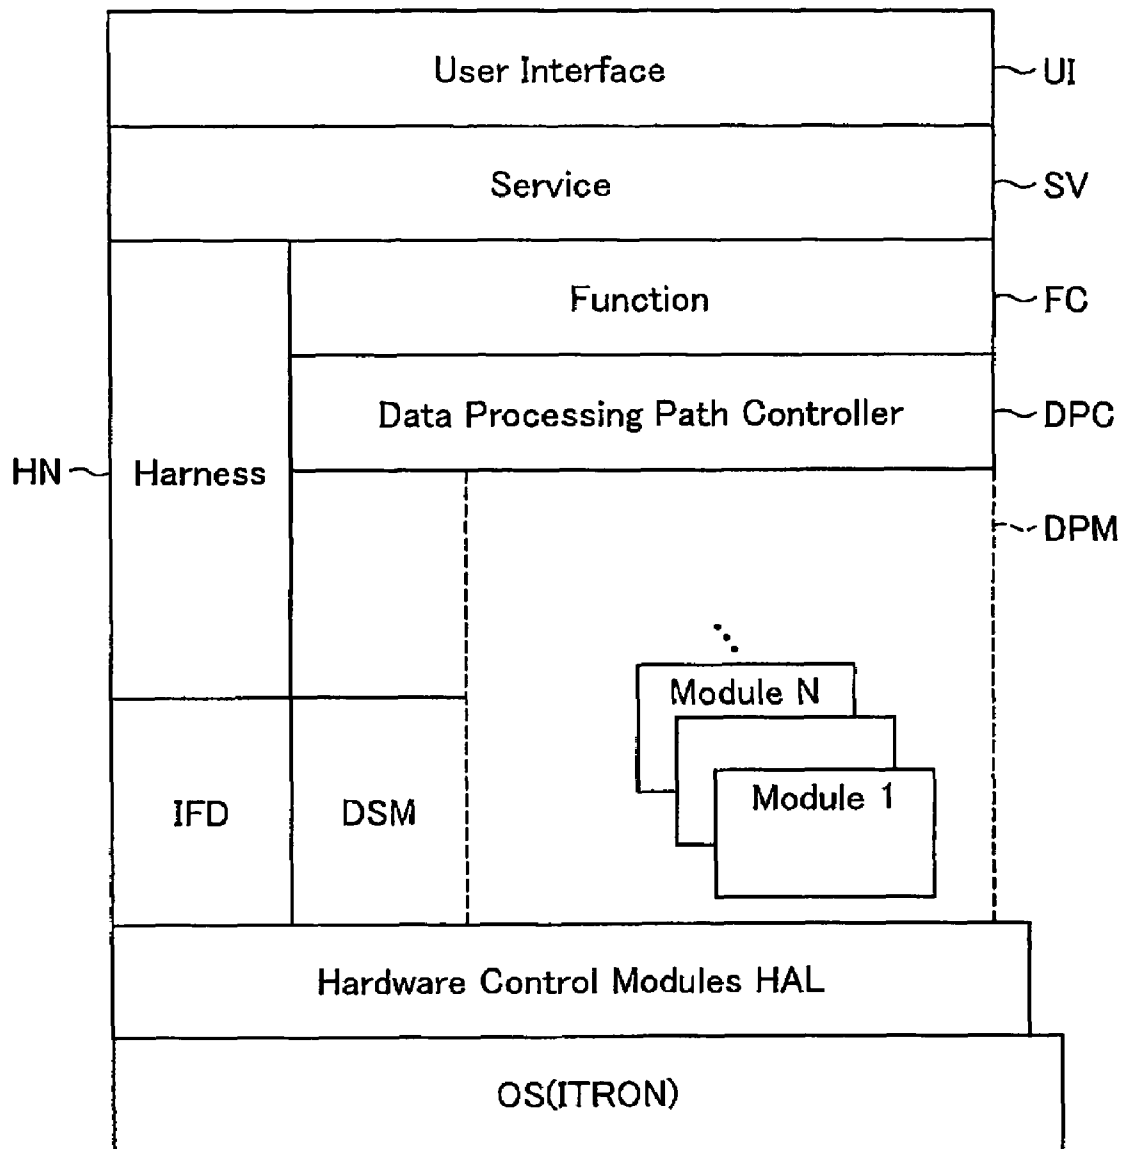 User Interface
UI
Service
SV
Function
FC
Data Processing Path Controller
DPC
HN
Harness
DPM
Module N
Module 1
IFD
DSM
Hardware Control Modules HAL
OS(ITRON)